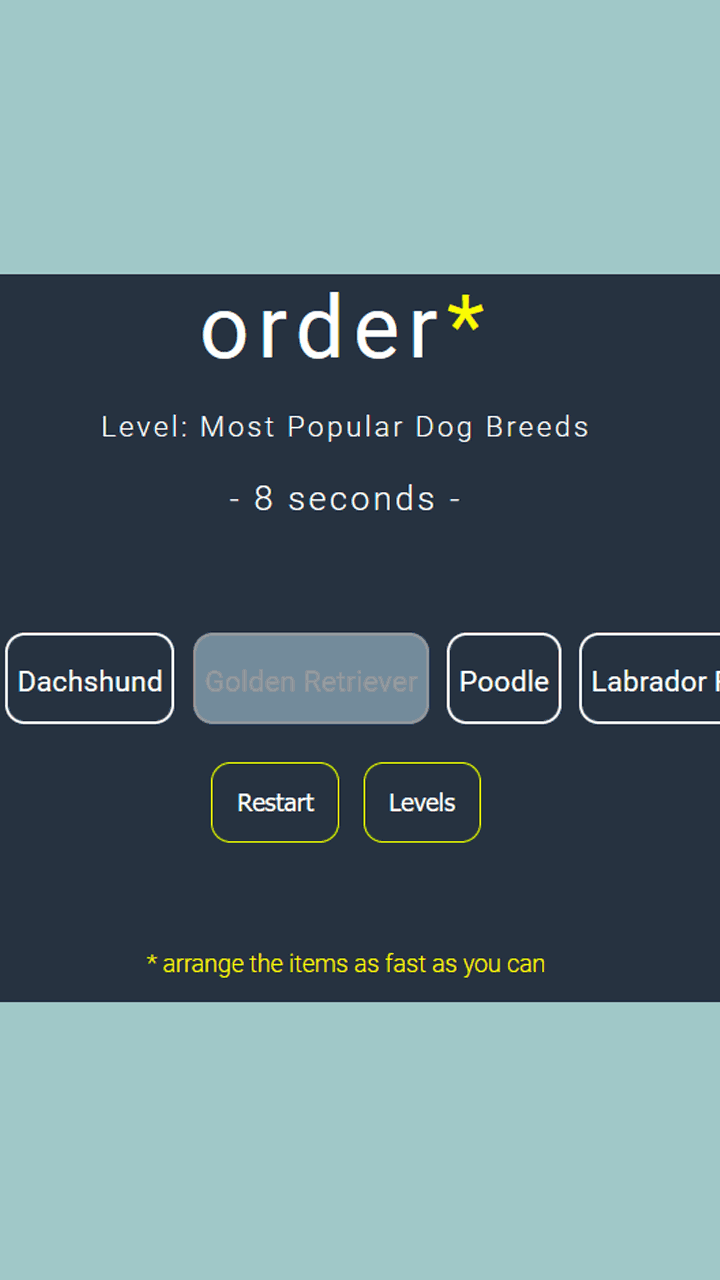 order*
Level: Most Popular Dog Breeds
- 8 seconds -
Dachshund Golden Retriever Poodle Labrador
Restart Levels
* arrange the items as fast as you can